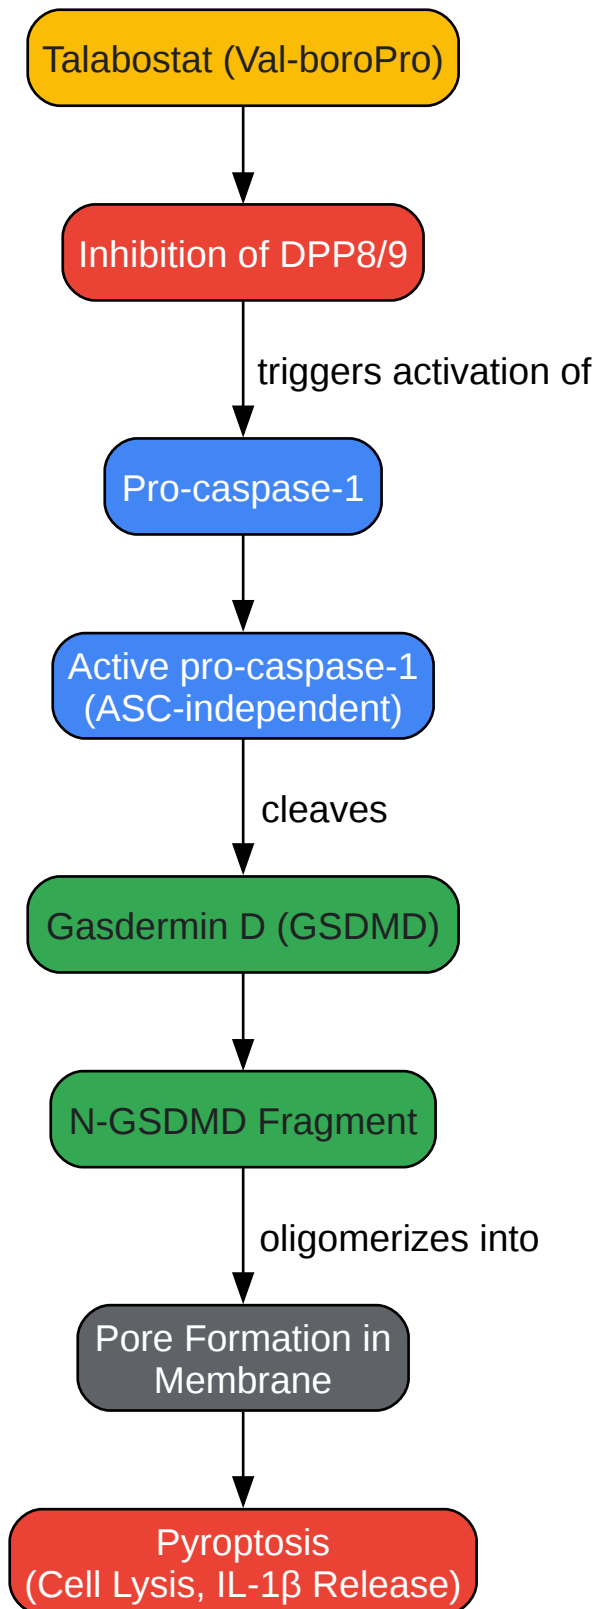 Talabostat (Val-boroPro)
Inhibition of DPP8/9
triggers activation of
Pro-caspase-1
Active pro-caspase-1
(ASC-independent)
cleaves
Gasdermin D (GSDMD)
N-GSDMD Fragment
oligomerizes into
Pore Formation in
Membrane
Pyroptosis
(Cell Lysis, IL-1β Release)